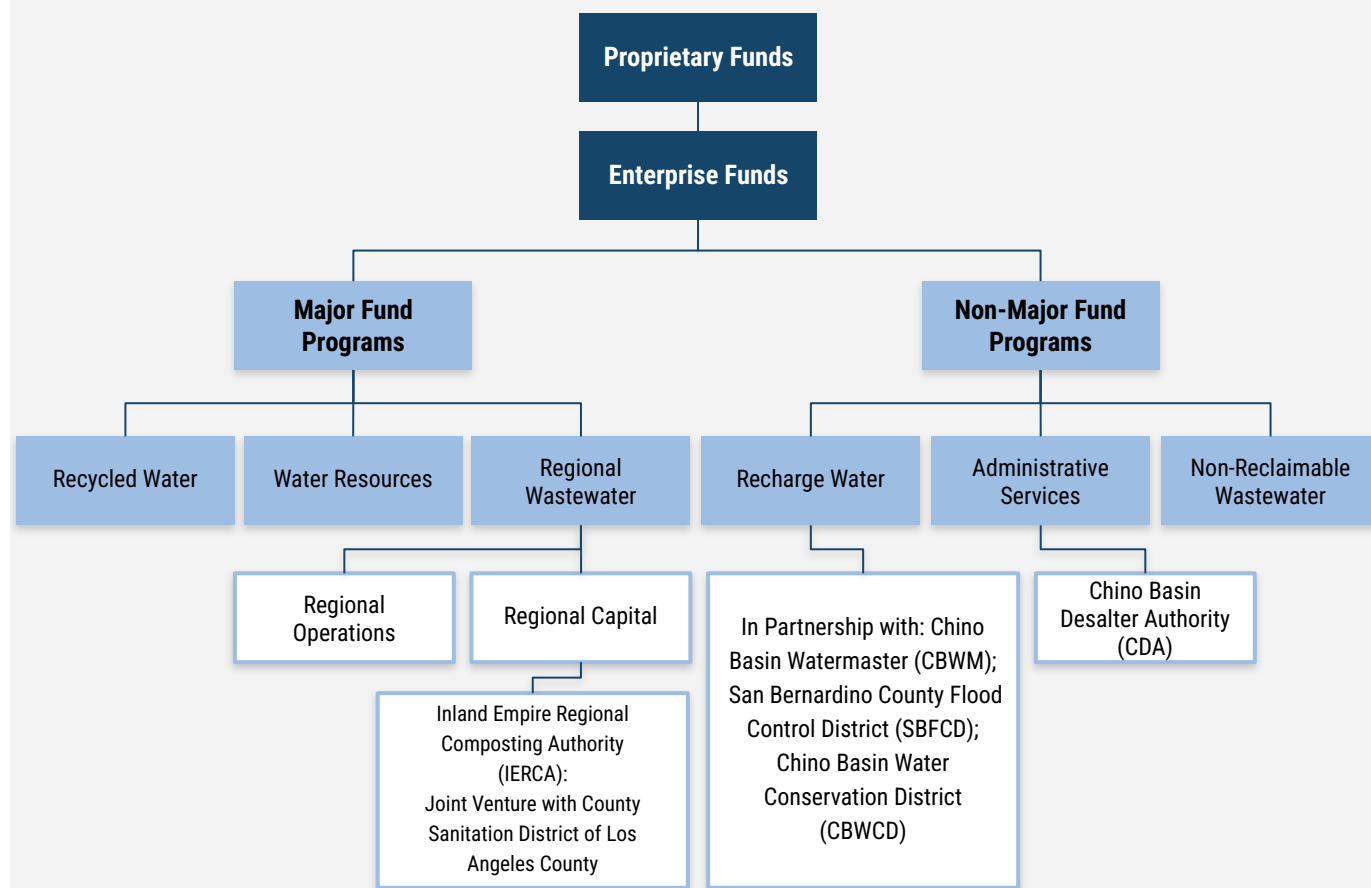 Proprietary Funds
Enterprise Funds
Major Fund
Programs
Non-Major Fund
Programs
Recycled Water
Water Resources
Regional
Wastewater
Recharge Water
Administrative
Services
Non-Reclaimable
Wastewater
Regional
Operations
Regional Capital
In Partnership with: Chino
Basin Watermaster (CBWM);
San Bernardino County Flood
Control District (SBFCD);
Chino Basin Water
Conservation District
(CBWCD)
Chino Basin
Desalter Authority
(CDA)
Inland Empire Regional
Composting Authority
(IERCA):
Joint Venture with County
Sanitation District of Los
Angeles County